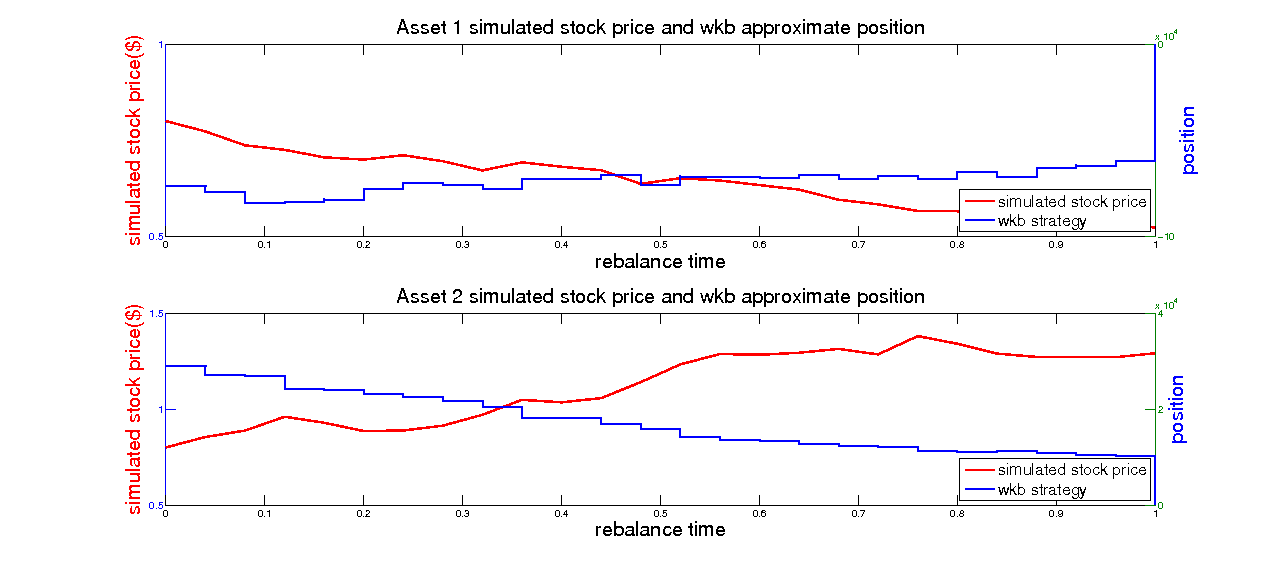 Asset 1 simulated stock price and wkb approximate position
simulated stock price($)
1
0.5
x 10^4
0
-10
position
simulated stock price
wkb strategy
0 0.1 0.2 0.3 0.4 0.5 0.6 0.7 0.8 0.9 1
rebalance time
Asset 2 simulated stock price and wkb approximate position
simulated stock price($)
1.5
1
0.5
x 10^4
4
2
0
position
simulated stock price
wkb strategy
0 0.1 0.2 0.3 0.4 0.5 0.6 0.7 0.8 0.9 1
rebalance time